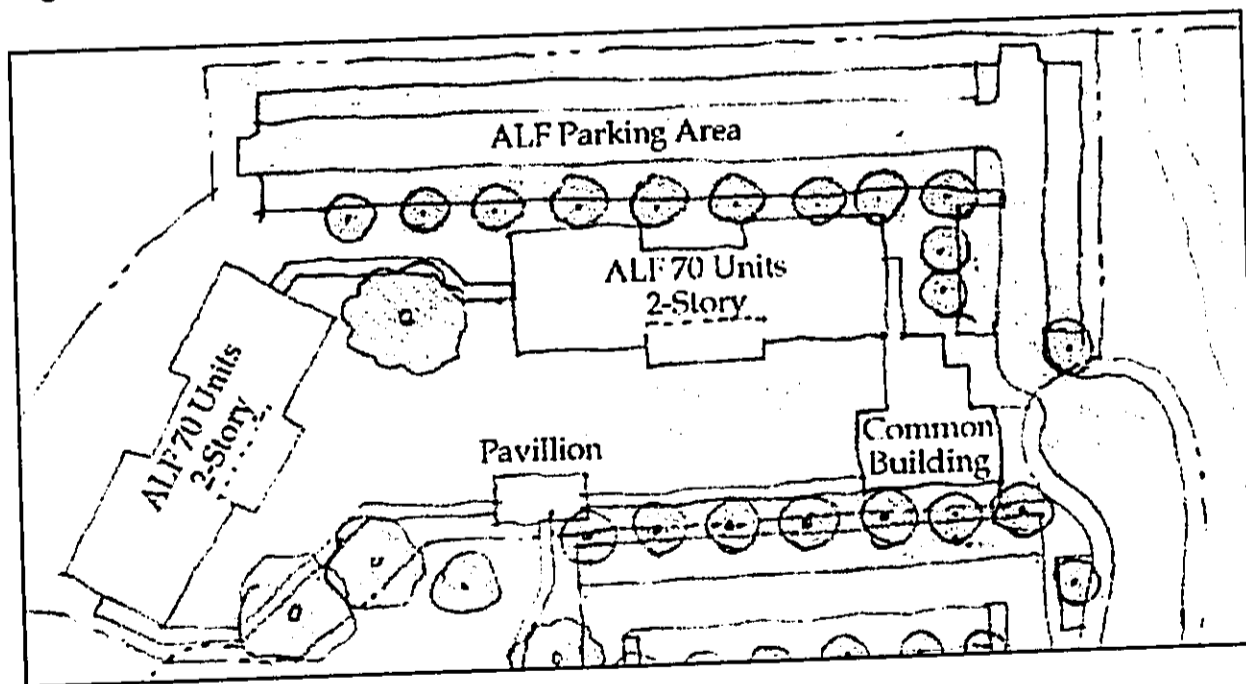 ALF Parking Area
ALF 70 Units
2-Story
ALF 70 Units
2-Story
Pavillion
Common
Building